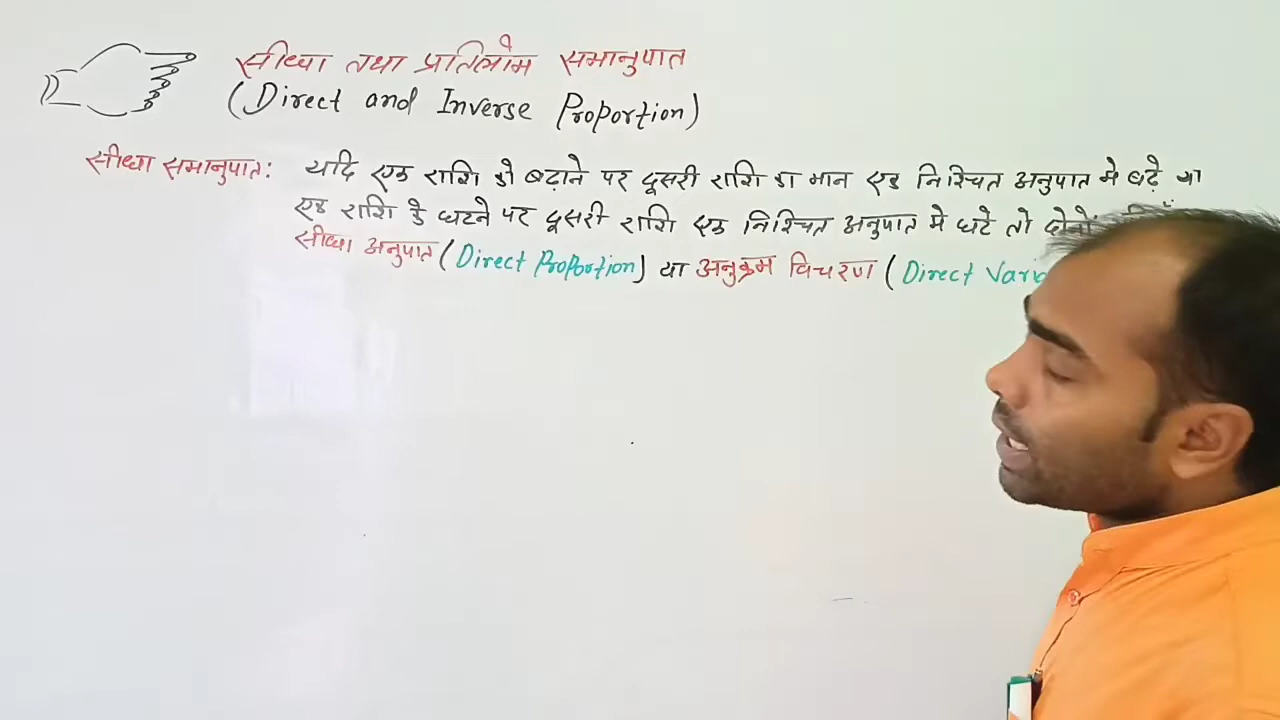 सीधा तथा प्रतिलोम समानुपात
(Direct and Inverse Proportion)
सीधा समानुपात: यदि एक राशि को बढ़ाने पर दूसरी राशि का मान एक निश्चित अनुपात मे बढ़े या
एक राशि के घटने पर दूसरी राशि एक निश्चित अनुपात मे घटे तो दोनों
सीधा अनुपात (Direct Proportion) या अनुक्रम विचरण (Direct